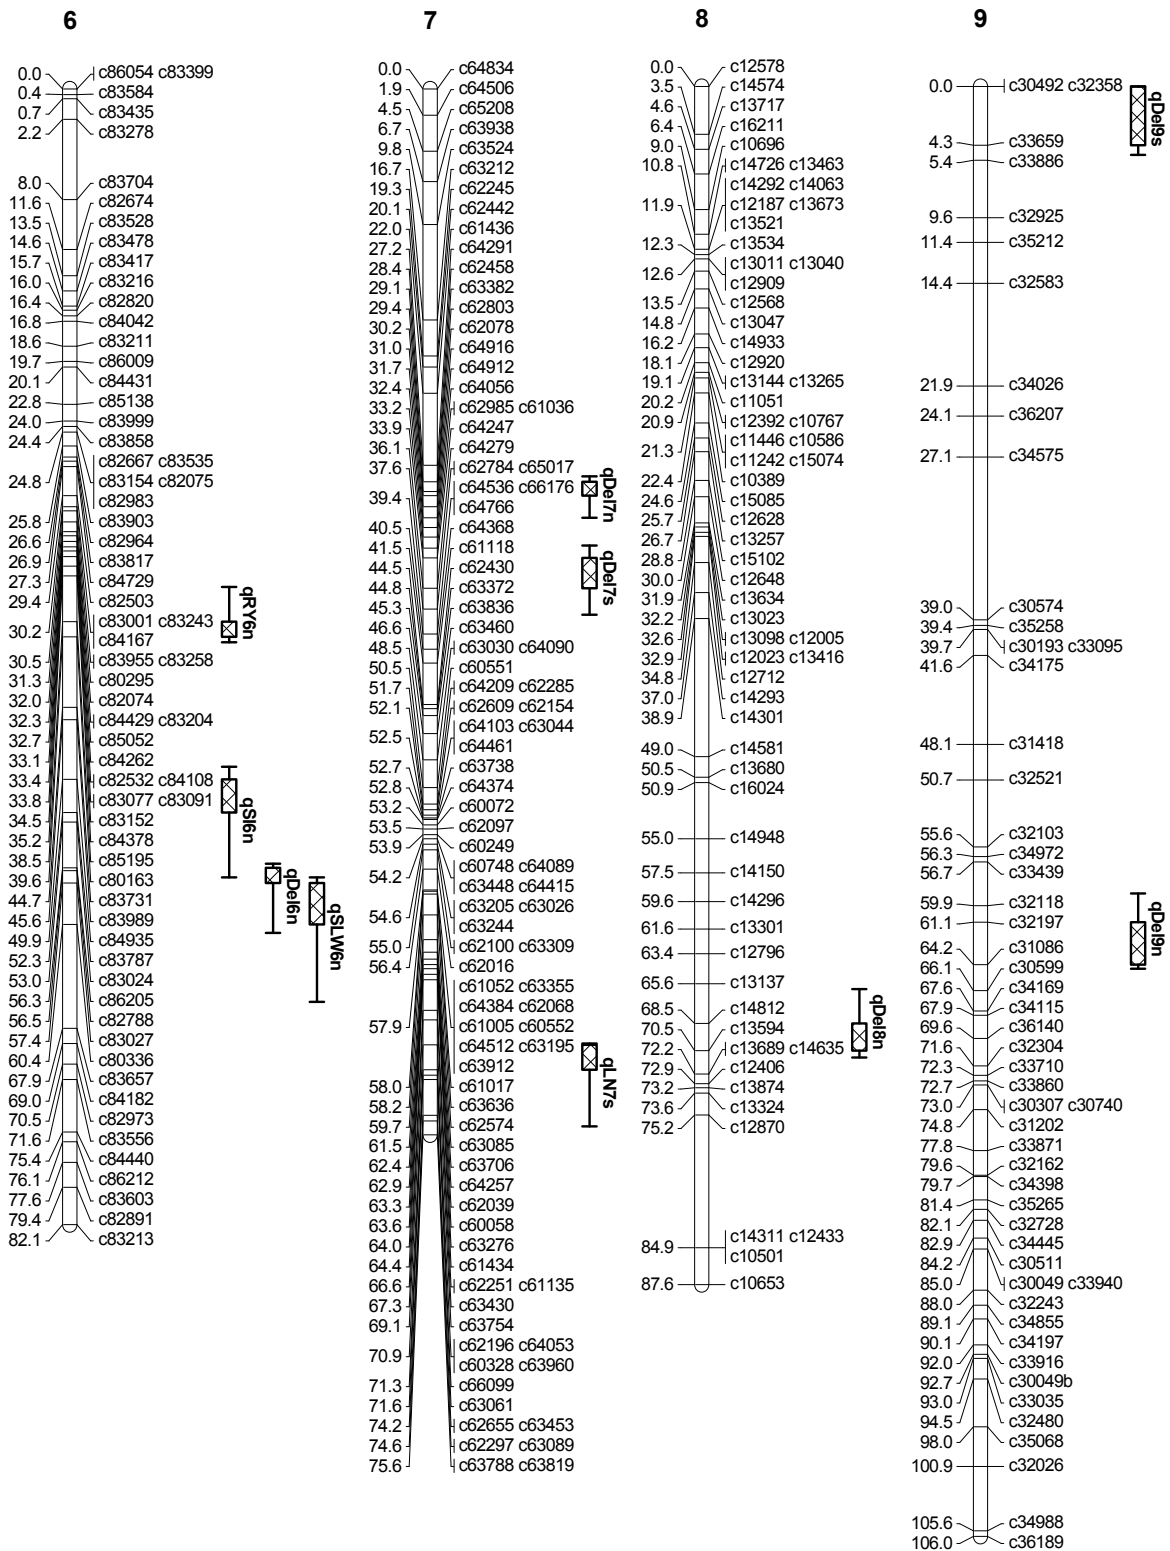 6
0.0 c86054 c83399
0.4 c83584
0.7 c83435
2.2 c83278
8.0 c83704
11.6 c82674
13.5 c83528
14.6 c83478
15.7 c83417
16.0 c83216
16.4 c82820
16.8 c84042
18.6 c83211
19.7 c86009
20.1 c84431
22.8 c85138
24.0 c83999
24.4 c83858
c82667 c83535
24.8 c83154 c82075
c82983
25.8 c83903
26.6 c82964
26.9 c83817
27.3 c84729
29.4 c82503
c83001 c83243
30.2 c84167
30.5 c83955 c83258
31.3 c80295
32.0 c82074
32.3 c84429 c83204
32.7 c85052
33.1 c84262
33.4 c82532 c84108
33.8 c83077 c83091
34.5 c83152
35.2 c84378
38.5 c85195
39.6 c80163
44.7 c83731
45.6 c83989
49.9 c84935
52.3 c83787
53.0 c83024
56.3 c86205
56.5 c82788
57.4 c83027
60.4 c80336
67.9 c83657
69.0 c84182
70.5 c82973
71.6 c83556
75.4 c84440
76.1 c86212
77.6 c83603
79.4 c82891
82.1 c83213
qRY6n
qSl6n
qDel6n
qSLW6n
7
0.0 c64834
1.9 c64506
4.5 c65208
6.7 c63938
9.8 c63524
16.7 c63212
19.3 c62245
20.1 c62442
22.0 c61436
27.2 c64291
28.4 c62458
29.1 c63382
29.4 c62803
30.2 c62078
31.0 c64916
31.7 c64912
32.4 c64056
33.2 c62985 c61036
33.9 c64247
36.1 c64279
37.6 c62784 c65017
c64536 c66176
39.4 c64766
40.5 c64368
41.5 c61118
44.5 c62430
44.8 c63372
45.3 c63836
46.6 c63460
48.5 c63030 c64090
50.5 c60551
51.7 c64209 c62285
52.1 c62609 c62154
c64103 c63044
52.5 c64461
52.7 c63738
52.8 c64374
53.2 c60072
53.5 c62097
53.9 c60249
c60748 c64089
54.2 c63448 c64415
c63205 c63026
54.6 c63244
55.0 c62100 c63309
56.4 c62016
c61052 c63355
c64384 c62068
57.9 c61005 c60552
c64512 c63195
c63912
58.0 c61017
58.2 c63636
59.7 c62574
61.5 c63085
62.4 c63706
62.9 c64257
63.3 c62039
63.6 c60058
64.0 c63276
64.4 c61434
66.6 c62251 c61135
67.3 c63430
69.1 c63754
c62196 c64053
70.9 c60328 c63960
71.3 c66099
71.6 c63061
74.2 c62655 c63453
74.6 c62297 c63089
75.6 c63788 c63819
qDel7n
qDel7s
qLN7s
8
0.0 c12578
3.5 c14574
4.6 c13717
6.4 c16211
9.0 c10696
10.8 c14726 c13463
c14292 c14063
11.9 c12187 c13673
c13521
12.3 c13534
c13011 c13040
12.6 c12909
13.5 c12568
14.8 c13047
16.2 c14933
18.1 c12920
19.1 c13144 c13265
20.2 c11051
20.9 c12392 c10767
c11446 c10586
21.3 c11242 c15074
22.4 c10389
24.6 c15085
25.7 c12628
26.7 c13257
28.8 c15102
30.0 c12648
31.9 c13634
32.2 c13023
32.6 c13098 c12005
32.9 c12023 c13416
34.8 c12712
37.0 c14293
38.9 c14301
49.0 c14581
50.5 c13680
50.9 c16024
55.0 c14948
57.5 c14150
59.6 c14296
61.6 c13301
63.4 c12796
65.6 c13137
68.5 c14812
70.5 c13594
72.2 c13689 c14635
72.9 c12406
73.2 c13874
73.6 c13324
75.2 c12870
c14311 c12433
84.9 c10501
87.6 c10653
qDel8n
9
0.0 c30492 c32358
4.3 c33659
5.4 c33886
9.6 c32925
11.4 c35212
14.4 c32583
21.9 c34026
24.1 c36207
27.1 c34575
39.0 c30574
39.4 c35258
39.7 c30193 c33095
41.6 c34175
48.1 c31418
50.7 c32521
55.6 c32103
56.3 c34972
56.7 c33439
59.9 c32118
61.1 c32197
64.2 c31086
66.1 c30599
67.6 c34169
67.9 c34115
69.6 c36140
71.6 c32304
72.3 c33710
72.7 c33860
73.0 c30307 c30740
74.8 c31202
77.8 c33871
79.6 c32162
79.7 c34398
81.4 c35265
82.1 c32728
82.9 c34445
84.2 c30511
85.0 c30049 c33940
88.0 c32243
89.1 c34855
90.1 c34197
92.0 c33916
92.7 c30049b
93.0 c33035
94.5 c32480
98.0 c35068
100.9 c32026
105.6 c34988
106.0 c36189
qDel9s
qDel9n